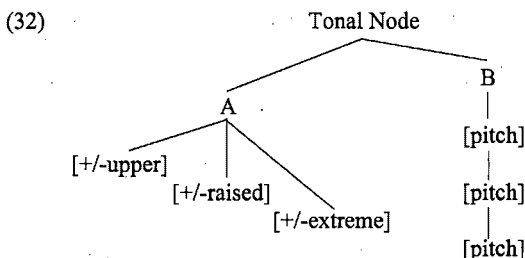 (32)
Tonal Node
A
B
[+/-upper]
[+/-raised]
[+/-extreme]
[pitch]
[pitch]
[pitch]